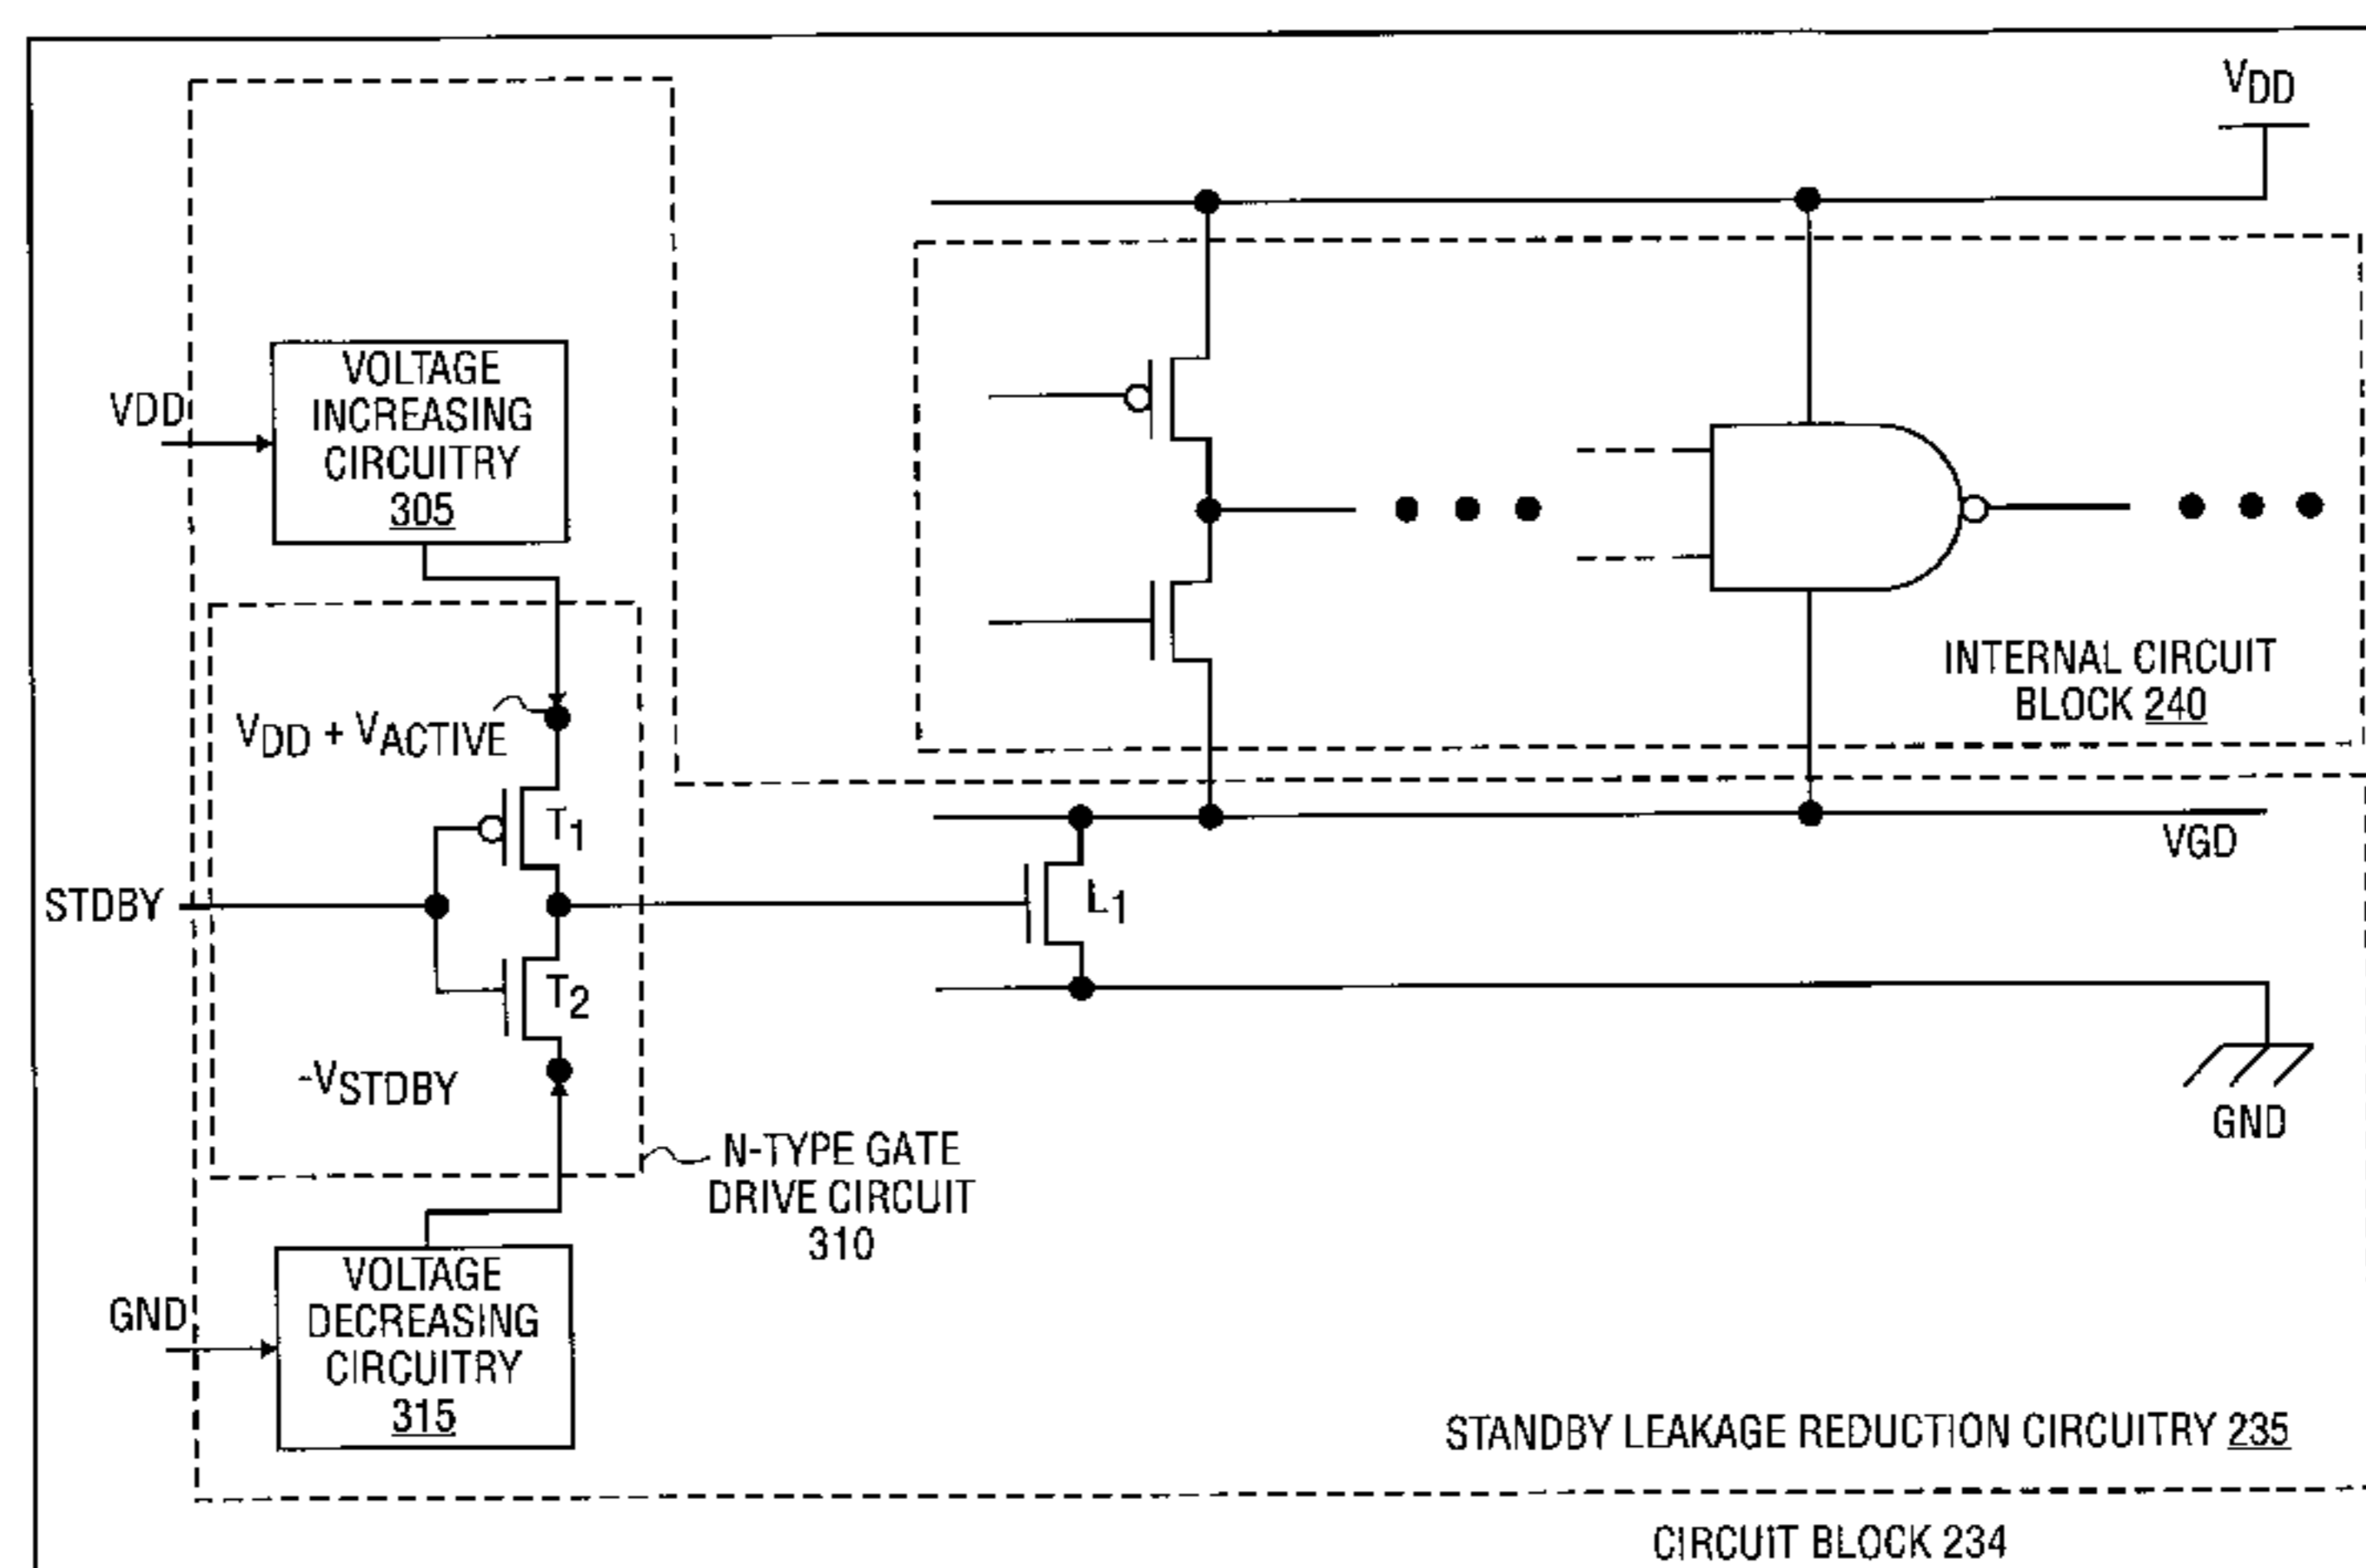 VDD
VOLTAGE
INCREASING
CIRCUITRY
305
VDD
INTERNAL CIRCUIT
BLOCK 240
VDD + VACTIVE
T1
VGD
STDBY
L1
T2
-VSTDBY
GND
N-TYPE GATE
DRIVE CIRCUIT
310
VOLTAGE
DECREASING
CIRCUITRY
315
GND
STANDBY LEAKAGE REDUCTION CIRCUITRY 235
CIRCUIT BLOCK 234